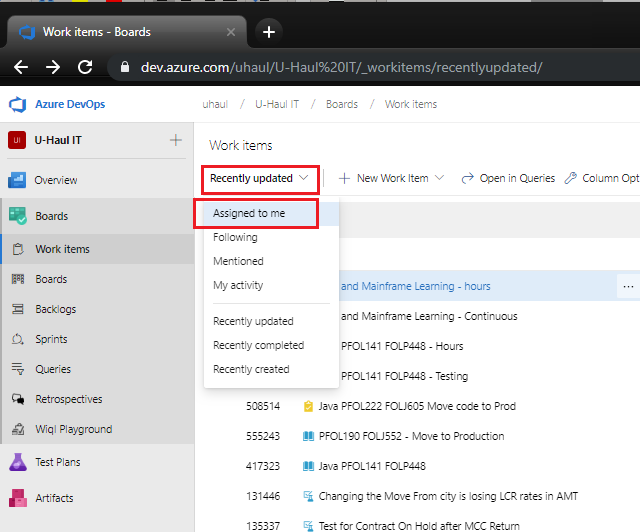 Work items - Boards
dev.azure.com/uhaul/U-Haul%20IT/_workitems/recentlyupdated/
Azure DevOps
uhaul / U-Haul IT / Boards / Work items
UI U-Haul IT
Work items
Recently updated
New Work Item
Open in Queries
Column Opt
Overview
Boards
Work items
Boards
Backlogs
Sprints
Queries
Retrospectives
Wiql Playground
Test Plans
Artifacts
Assigned to me
Following
Mentioned
My activity
Recently updated
Recently completed
Recently created
and Mainframe Learning - hours
and Mainframe Learning - Continuous
PFOL141 FOLP448 - Hours
PFOL141 FOLP448 - Testing
508514 Java PFOL222 FOLJ605 Move code to Prod
555243 PFOL190 FOLJ552 - Move to Production
417323 Java PFOL141 FOLP448
131446 Changing the Move From city is losing LCR rates in AMT
135337 Test for Contract On Hold after MCC Return